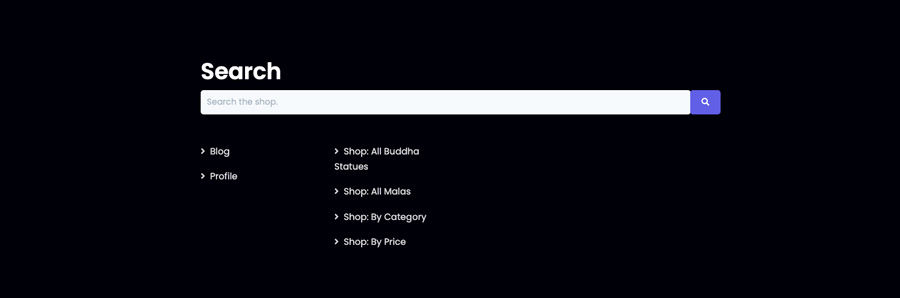 Search
Search the shop.
Blog
Profile
Shop: All Buddha
Statues
Shop: All Malas
Shop: By Category
Shop: By Price